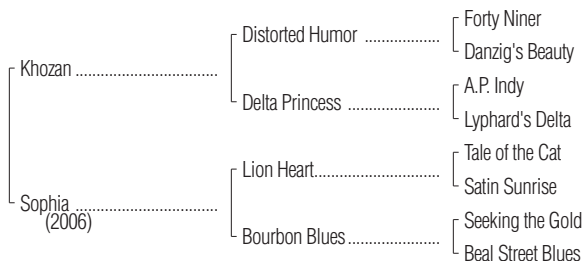 Forty Niner
Distorted Humor ..................
Danzig's Beauty
Khozan ...................................
A.P. Indy
Delta Princess ......................
Lyphard's Delta
Tale of the Cat
Lion Heart..............................
Satin Sunrise
Sophia ...................................
(2006)
Seeking the Gold
Bourbon Blues......................
Beal Street Blues